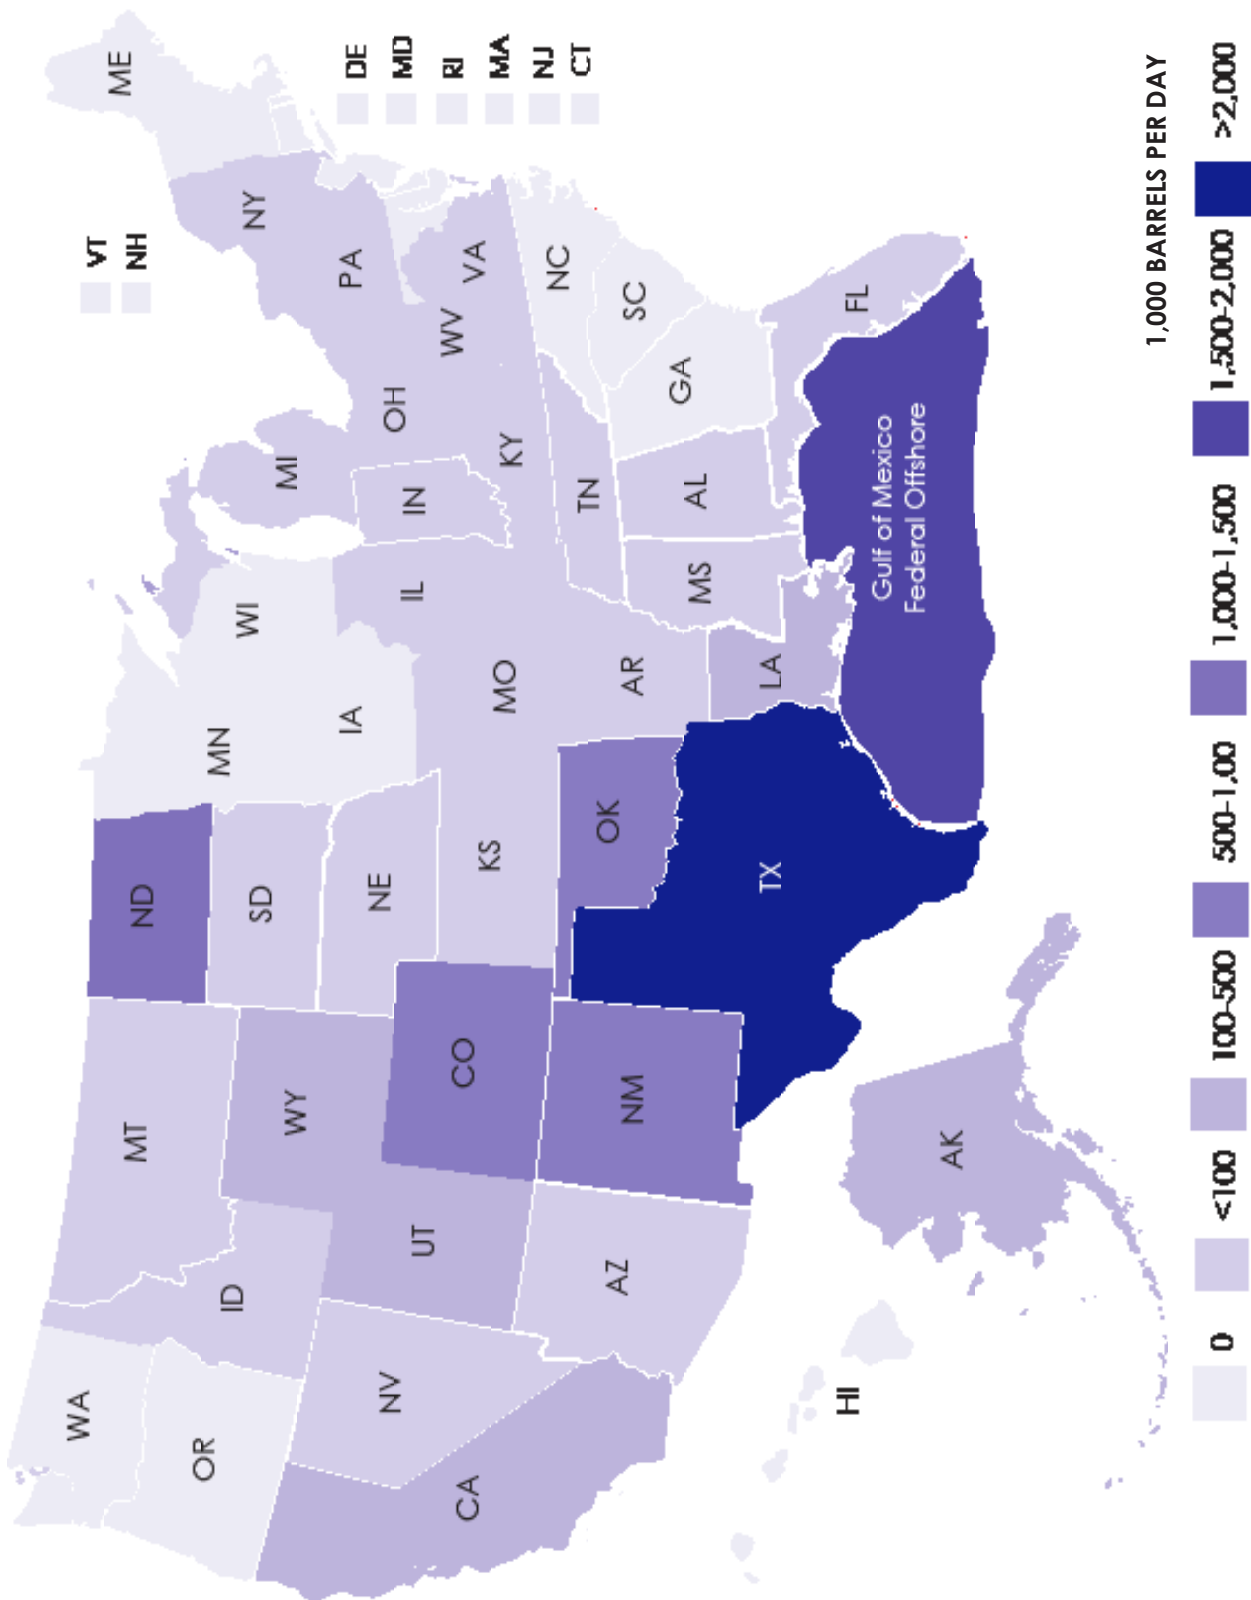 WA
OR
CA
NV
ID
MT
WY
UT
AZ
CO
NM
ND
SD
NE
KS
OK
TX
MN
IA
MO
AR
LA
WI
IL
MI
IN
OH
KY
TN
MS
AL
GA
FL
SC
NC
VA
WV
PA
NY
ME
VT
NH
DE
MD
RI
MA
NJ
CT
AK
HI
Gulf of Mexico
Federal Offshore
1,000 BARRELS PER DAY
0
<100
100-500
500-1,00
1,000-1,500
1,500-2,000
>2,000